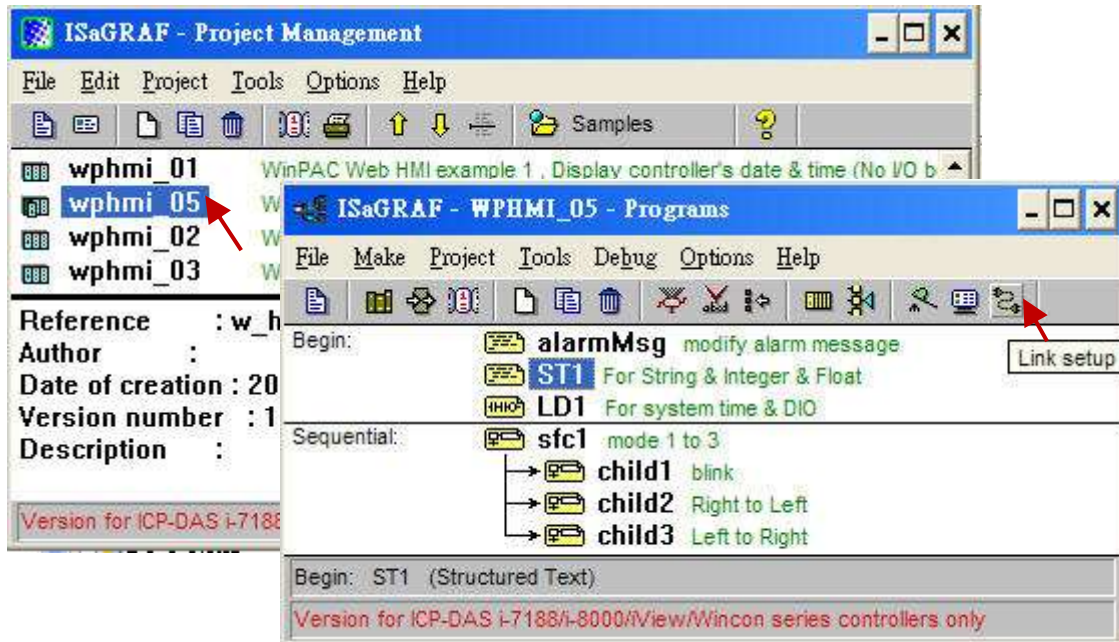 ISaGRAF - Project Management
File Edit Project Tools Options Help
Samples
wphmi_01 WinPAC Web HMI example 1 , Display controller's date & time (No I/O b
wphmi_05 W
wphmi_02 W
wphmi_03 W
Reference : w_h
Author :
Date of creation : 20
Version number : 1
Description :
Version for ICP-DAS i-7188
ISaGRAF - WPHMI_05 - Programs
File Make Project Tools Debug Options Help
Link setup
Begin: alarmMsg modify alarm message
ST1 For String & Integer & Float
LD1 For system time & DIO
Sequential: sfc1 mode 1 to 3
child1 blink
child2 Right to Left
child3 Left to Right
Begin: ST1 (Structured Text)
Version for ICP-DAS i-7188/i-8000/iView/Wincon series controllers only